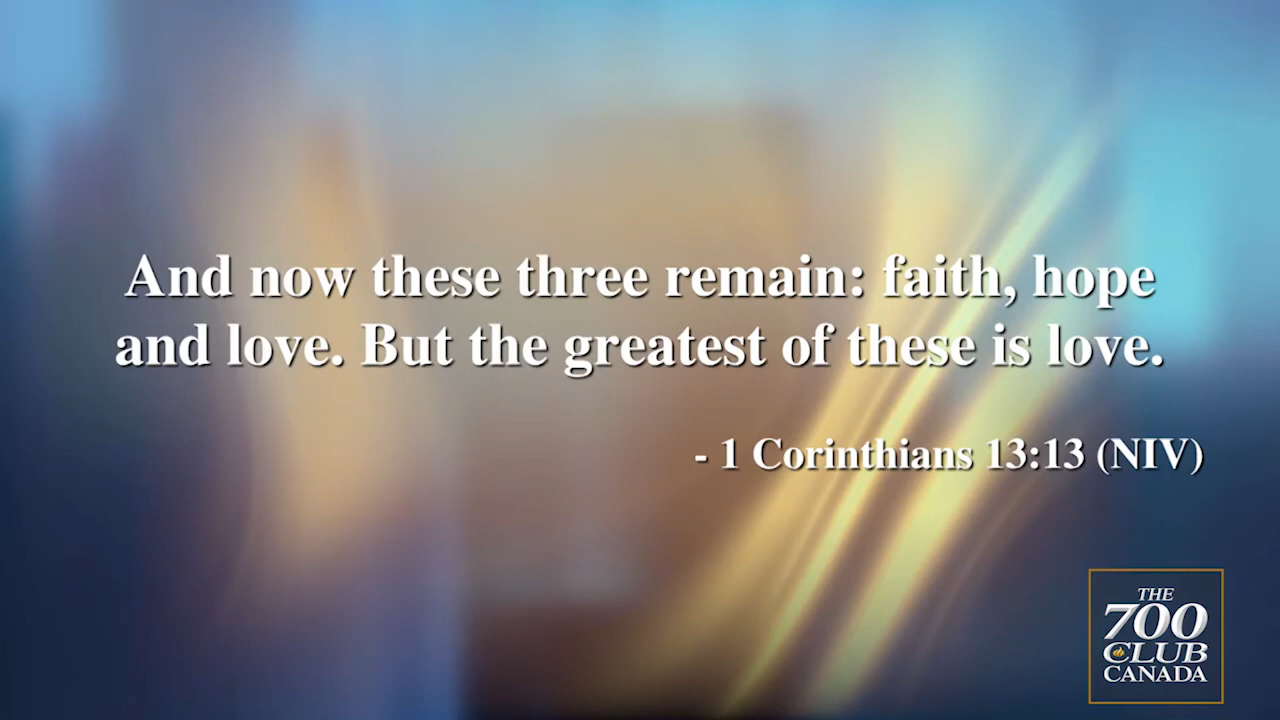 And now these three remain: faith, hope
and love. But the greatest of these is love.
- 1 Corinthians 13:13 (NIV)
THE
700
CLUB
CANADA